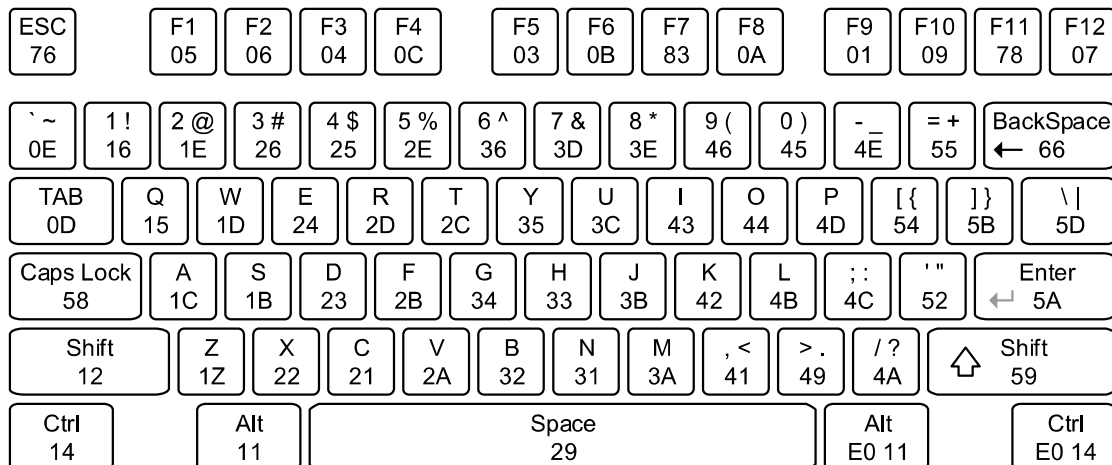 ESC F1 F2 F3 F4 F5 F6 F7 F8 F9 F10 F11 F12
76 05 06 04 0C 03 0B 83 0A 01 09 78 07
` ~ 1 ! 2 @ 3 # 4 $ 5 % 6 ^ 7 & 8 * 9 ( 0 ) - _ = + BackSpace
0E 16 1E 26 25 2E 36 3D 3E 46 45 4E 55 ← 66
TAB Q W E R T Y U I O P [ { ] } \ |
0D 15 1D 24 2D 2C 35 3C 43 44 4D 54 5B 5D
Caps Lock A S D F G H J K L ; : ' " Enter
58 1C 1B 23 2B 34 33 3B 42 4B 4C 52 ↵ 5A
Shift Z X C V B N M , < > . / ? ⇧ Shift
12 1Z 22 21 2A 32 31 3A 41 49 4A 59
Ctrl Alt Space Alt Ctrl
14 11 29 E0 11 E0 14